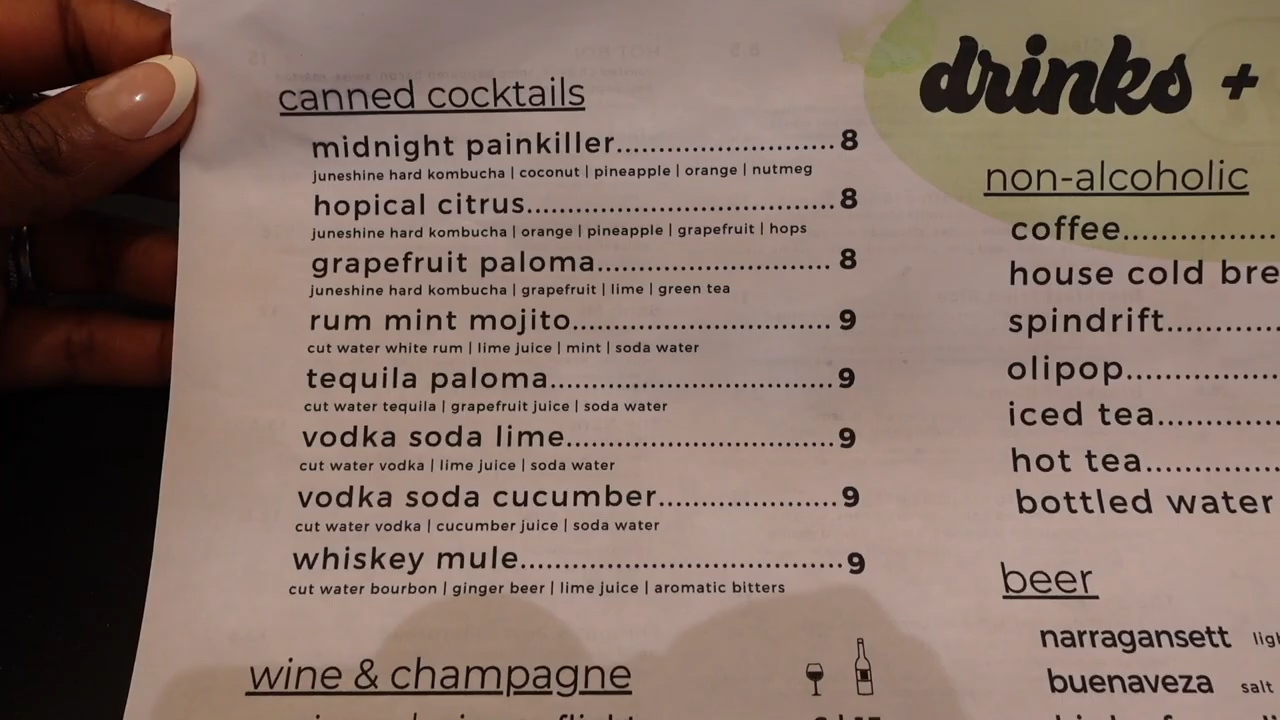 canned cocktails
midnight painkiller........................8
juneshine hard kombucha | coconut | pineapple | orange | nutmeg
hopical citrus..................................8
juneshine hard kombucha | orange | pineapple | grapefruit | hops
grapefruit paloma..........................8
juneshine hard kombucha | grapefruit | lime | green tea
rum mint mojito.............................9
cut water white rum | lime juice | mint | soda water
tequila paloma................................9
cut water tequila | grapefruit juice | soda water
vodka soda lime..............................9
cut water vodka | lime juice | soda water
vodka soda cucumber...................9
cut water vodka | cucumber juice | soda water
whiskey mule...................................9
cut water bourbon | ginger beer | lime juice | aromatic bitters
wine & champagne
drinks +
non-alcoholic
coffee.................
house cold bre
spindrift............
olipop................
iced tea.............
hot tea..............
bottled water
beer
narragansett
buenaveza salt